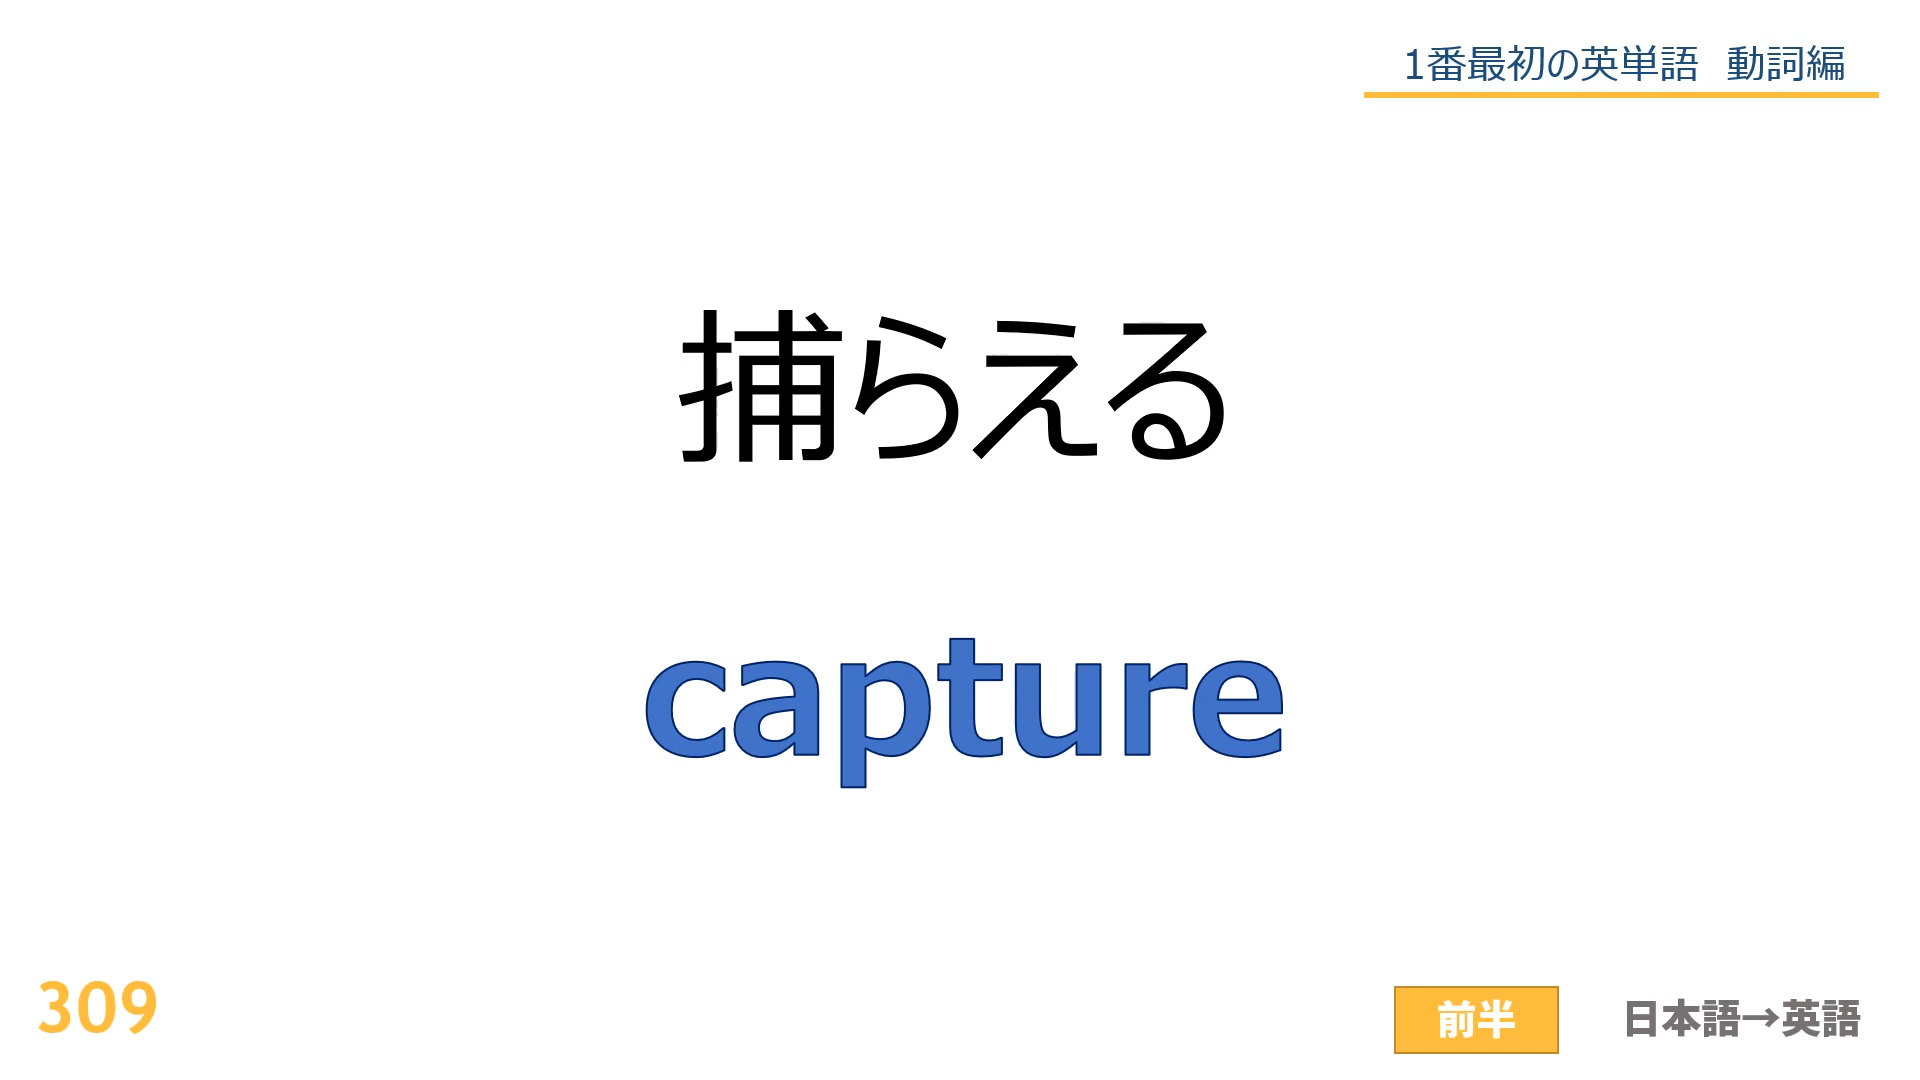 1番最初の英単語　動詞編
捕らえる
capture
309
前半
日本語→英語